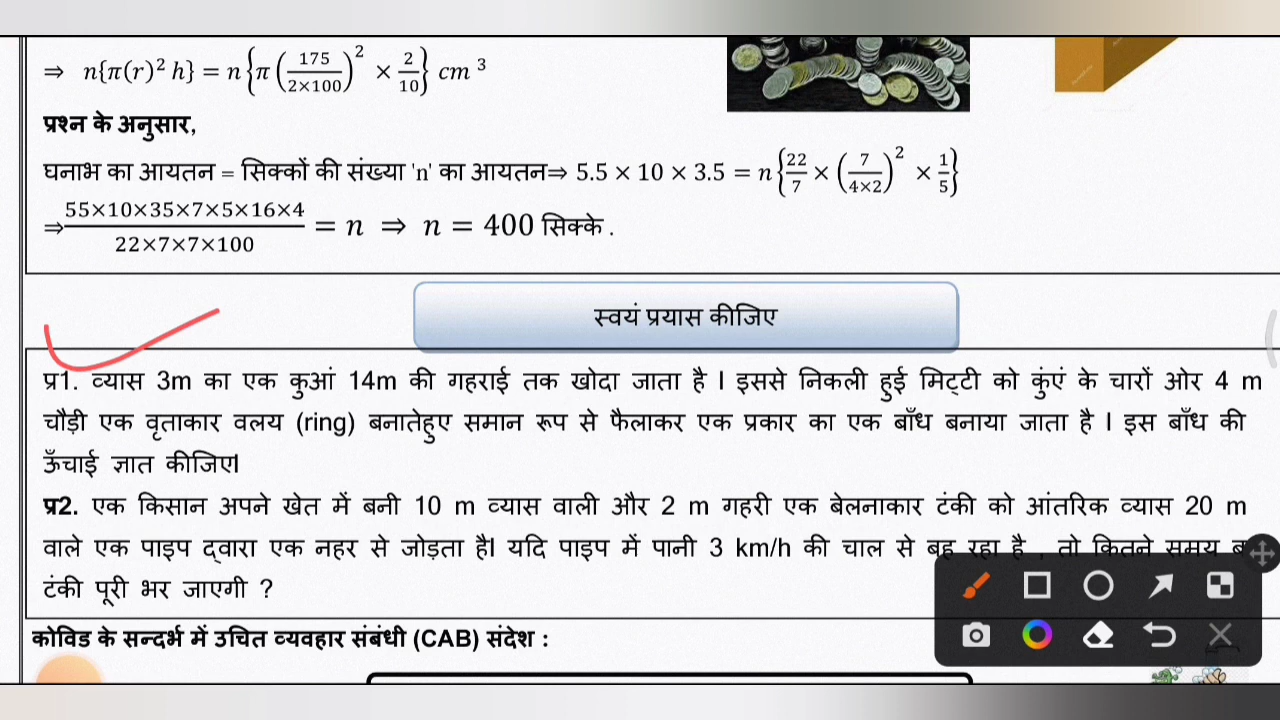 ⇒ n{π(r)² h} = n{π(175/2×100)² × 2/10} cm ³
प्रश्न के अनुसार,
घनाभ का आयतन = सिक्कों की संख्या 'n' का आयतन⇒ 5.5 × 10 × 3.5 = n{22/7 × (7/4×2)² × 1/5}
⇒55×10×35×7×5×16×4/22×7×7×100 = n ⇒ n = 400 सिक्के .
स्वयं प्रयास कीजिए
प्र1. व्यास 3m का एक कुआं 14m की गहराई तक खोदा जाता है l इससे निकली हुई मिट्टी को कुंएं के चारों ओर 4 m
चौड़ी एक वृताकार वलय (ring) बनातेहुए समान रूप से फैलाकर एक प्रकार का एक बाँध बनाया जाता है l इस बाँध की
ऊँचाई ज्ञात कीजिएl
प्र2. एक किसान अपने खेत में बनी 10 m व्यास वाली और 2 m गहरी एक बेलनाकार टंकी को आंतरिक व्यास 20 m
वाले एक पाइप द्वारा एक नहर से जोड़ता हैl यदि पाइप में पानी 3 km/h की चाल से बह रहा है , तो कितने समय
टंकी पूरी भर जाएगी ?
कोविड के सन्दर्भ में उचित व्यवहार संबंधी (CAB) संदेश :